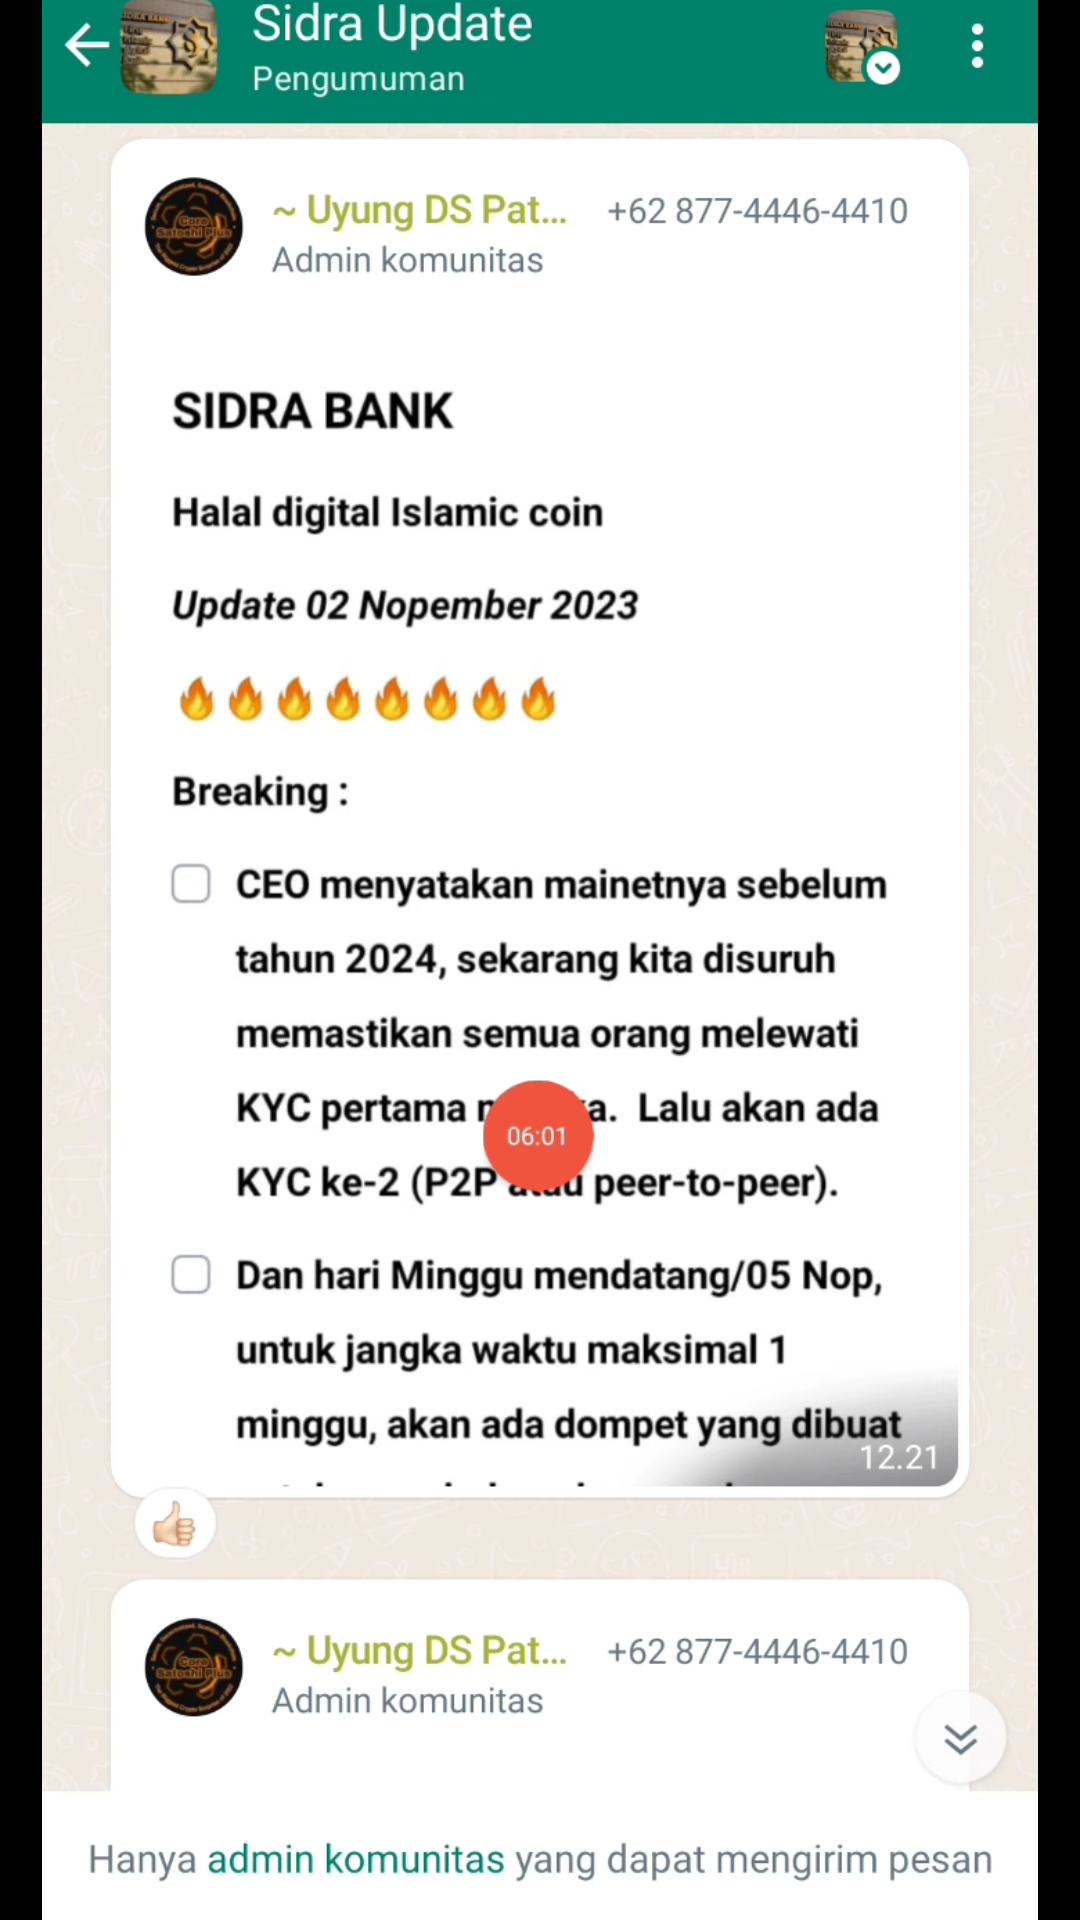 Sidra Update
Pengumuman
~ Uyung DS Pat... +62 877-4446-4410
Admin komunitas
SIDRA BANK
Halal digital Islamic coin
Update 02 Nopember 2023
🔥🔥🔥🔥🔥🔥🔥🔥
Breaking :
CEO menyatakan mainetnya sebelum
tahun 2024, sekarang kita disuruh
memastikan semua orang melewati
KYC pertama Lalu akan ada
06:01
KYC ke-2 (P2P peer-to-peer).
Dan hari Minggu mendatang/05 Nop,
untuk jangka waktu maksimal 1
minggu, akan ada dompet yang dibuat
12.21
~ Uyung DS Pat... +62 877-4446-4410
Admin komunitas
Hanya admin komunitas yang dapat mengirim pesan